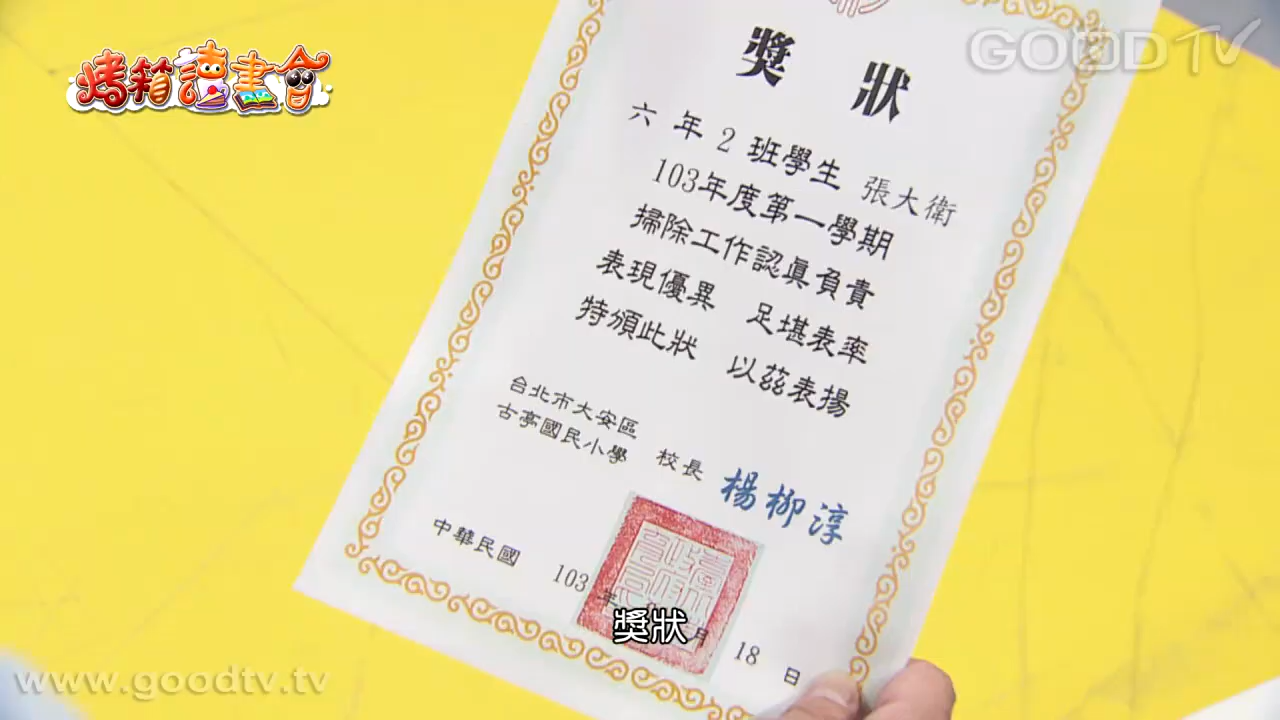 烤箱讀書會
GOODTV
獎狀
六年2班學生 張大衛
103年度第一學期
掃除工作認真負責
表現優異 足堪表率
特頒此狀 以茲表揚
台北市大安區
古亭國民小學 校長 楊柳淳
中華民國 103 年 月 18 日
獎狀
www.goodtv.tv